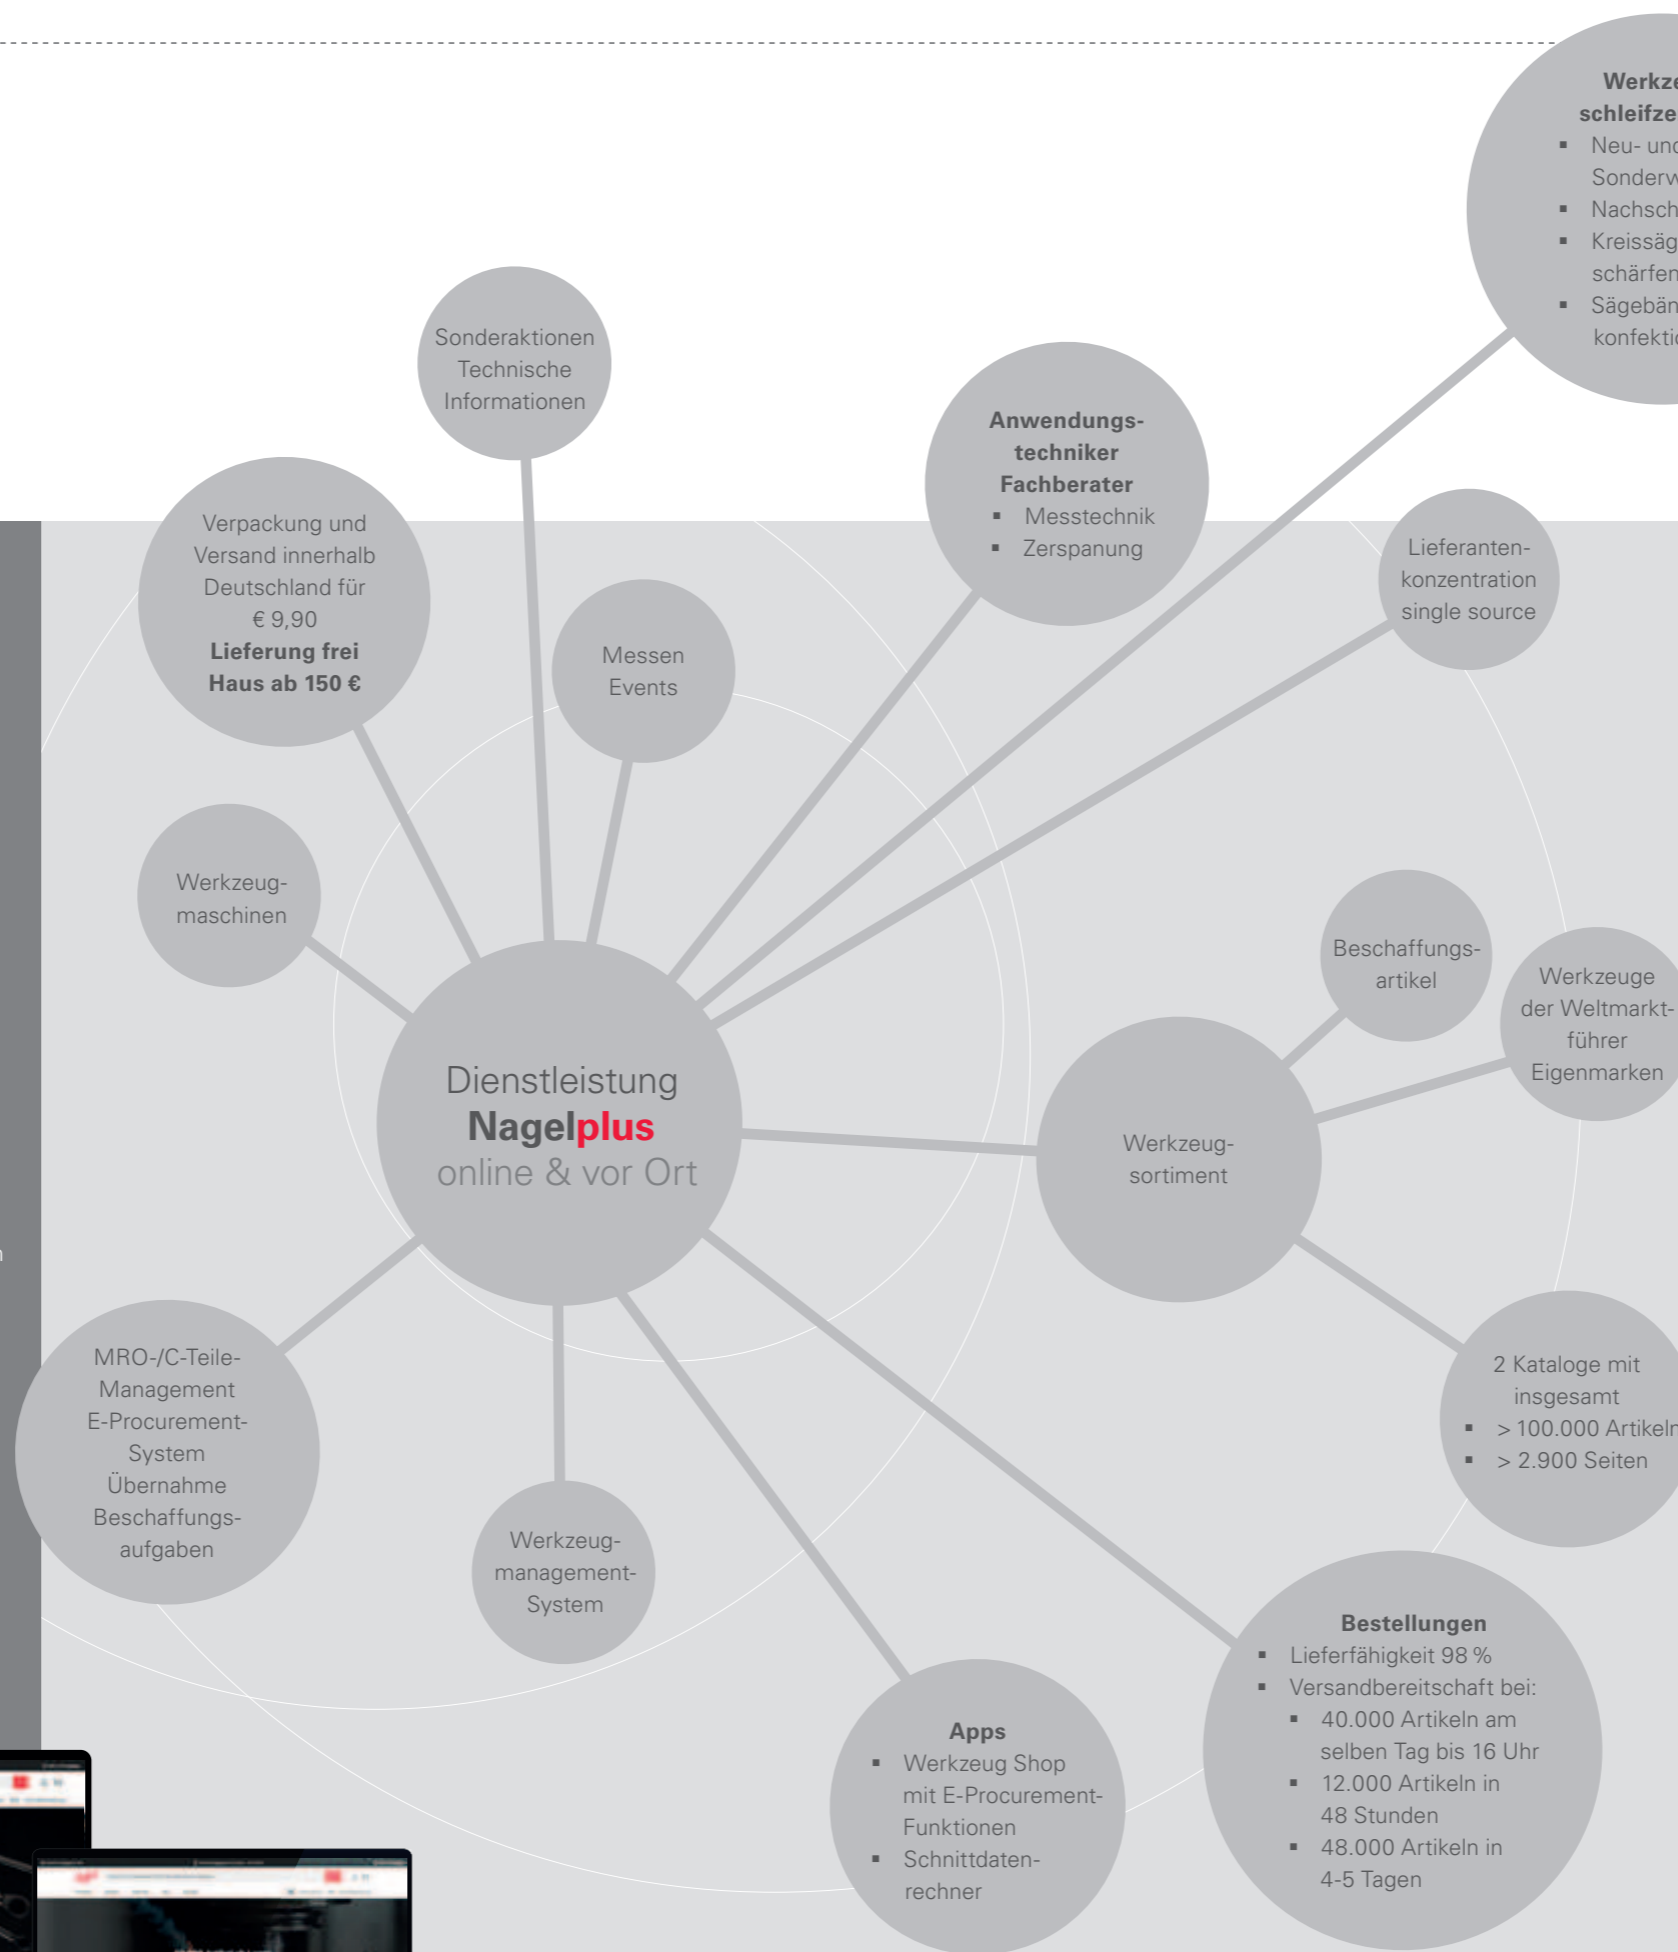 Werkze
schleifze
▪ Neu- und
Sonderw
▪ Nachsch
▪ Kreissäg
schärfen
▪ Sägebän
konfektio
Sonderaktionen
Technische
Informationen
Anwendungs-
techniker
Fachberater
▪ Messtechnik
▪ Zerspanung
Verpackung und
Versand innerhalb
Deutschland für
€ 9,90
Lieferung frei
Haus ab 150 €
Lieferanten-
konzentration
single source
Messen
Events
Werkzeug-
maschinen
Beschaffungs-
artikel
Werkzeuge
der Weltmarkt-
führer
Eigenmarken
Dienstleistung
Nagelplus
online & vor Ort
Werkzeug-
sortiment
n
MRO-/C-Teile-
Management
E-Procurement-
System
Übernahme
Beschaffungs-
aufgaben
2 Kataloge mit
insgesamt
▪ > 100.000 Artikeln
▪ > 2.900 Seiten
Werkzeug-
management-
System
Bestellungen
▪ Lieferfähigkeit 98 %
▪ Versandbereitschaft bei:
▪ 40.000 Artikeln am
selben Tag bis 16 Uhr
▪ 12.000 Artikeln in
48 Stunden
▪ 48.000 Artikeln in
4-5 Tagen
Apps
▪ Werkzeug Shop
mit E-Procurement-
Funktionen
▪ Schnittdaten-
rechner